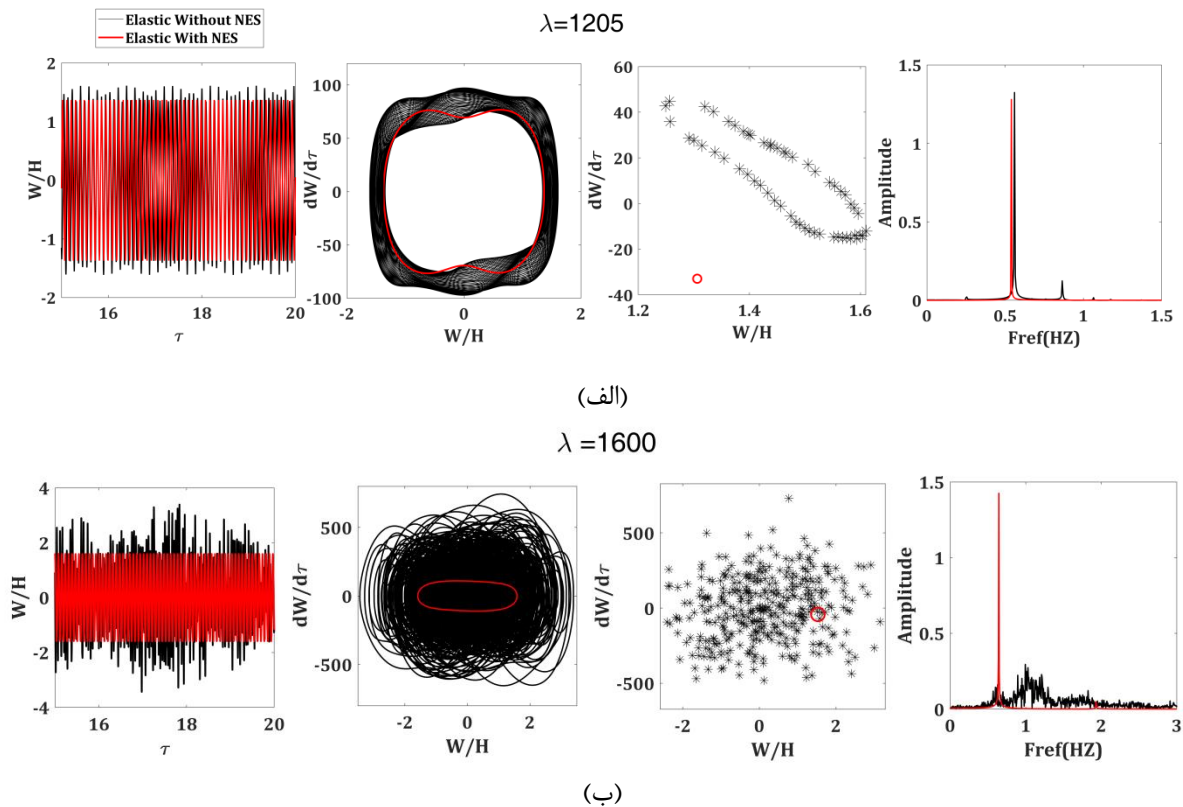 Elastic Without NES
Elastic With NES
λ=1205
2
1
0
-1
-2
W/H
16 18 20
τ
100
50
0
-50
-100
dW/dτ
-2 0 2
W/H
60
40
20
0
-20
-40
dW/dτ
1.2 1.4 1.6
W/H
1.5
1
0.5
0
Amplitude
0 0.5 1 1.5
Fref(HZ)
(الف)
λ =1600
4
2
0
-2
-4
W/H
16 18 20
τ
500
0
-500
dW/dτ
-2 0 2
W/H
500
0
-500
dW/dτ
-2 0 2
W/H
1.5
1
0.5
0
Amplitude
0 1 2 3
Fref(HZ)
(ب)